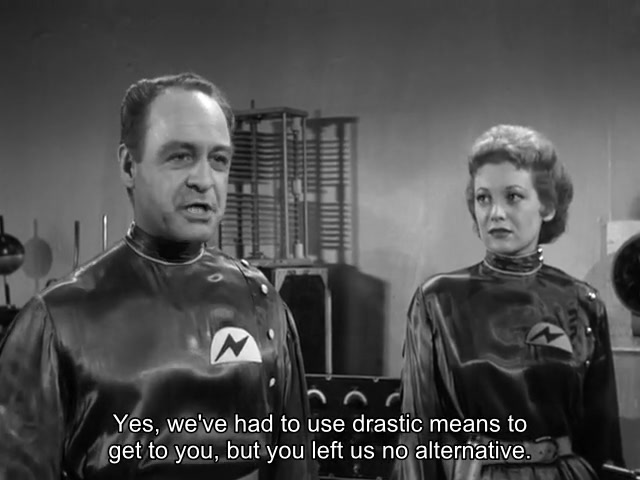 Yes, we've had to use drastic means to
get to you, but you left us no alternative.